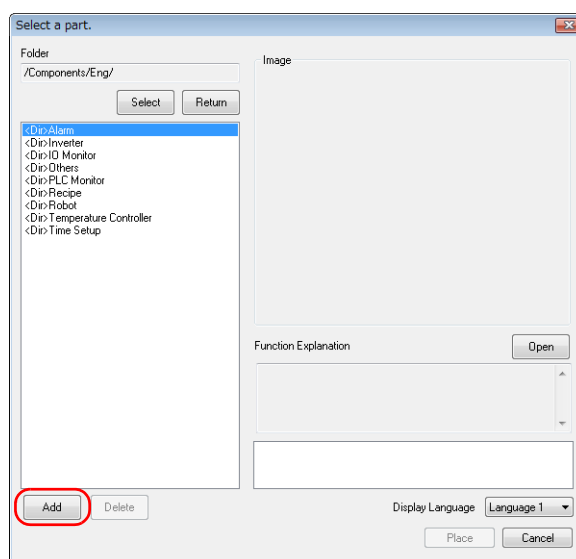 Select a part.
Folder
/Components/Eng/
Select Return
<Dir>Alarm
<Dir>Inverter
<Dir>IO Monitor
<Dir>Others
<Dir>PLC Monitor
<Dir>Recipe
<Dir>Robot
<Dir>Temperature Controller
<Dir>Time Setup
Add Delete
Image
Function Explanation Open
Display Language Language 1
Place Cancel